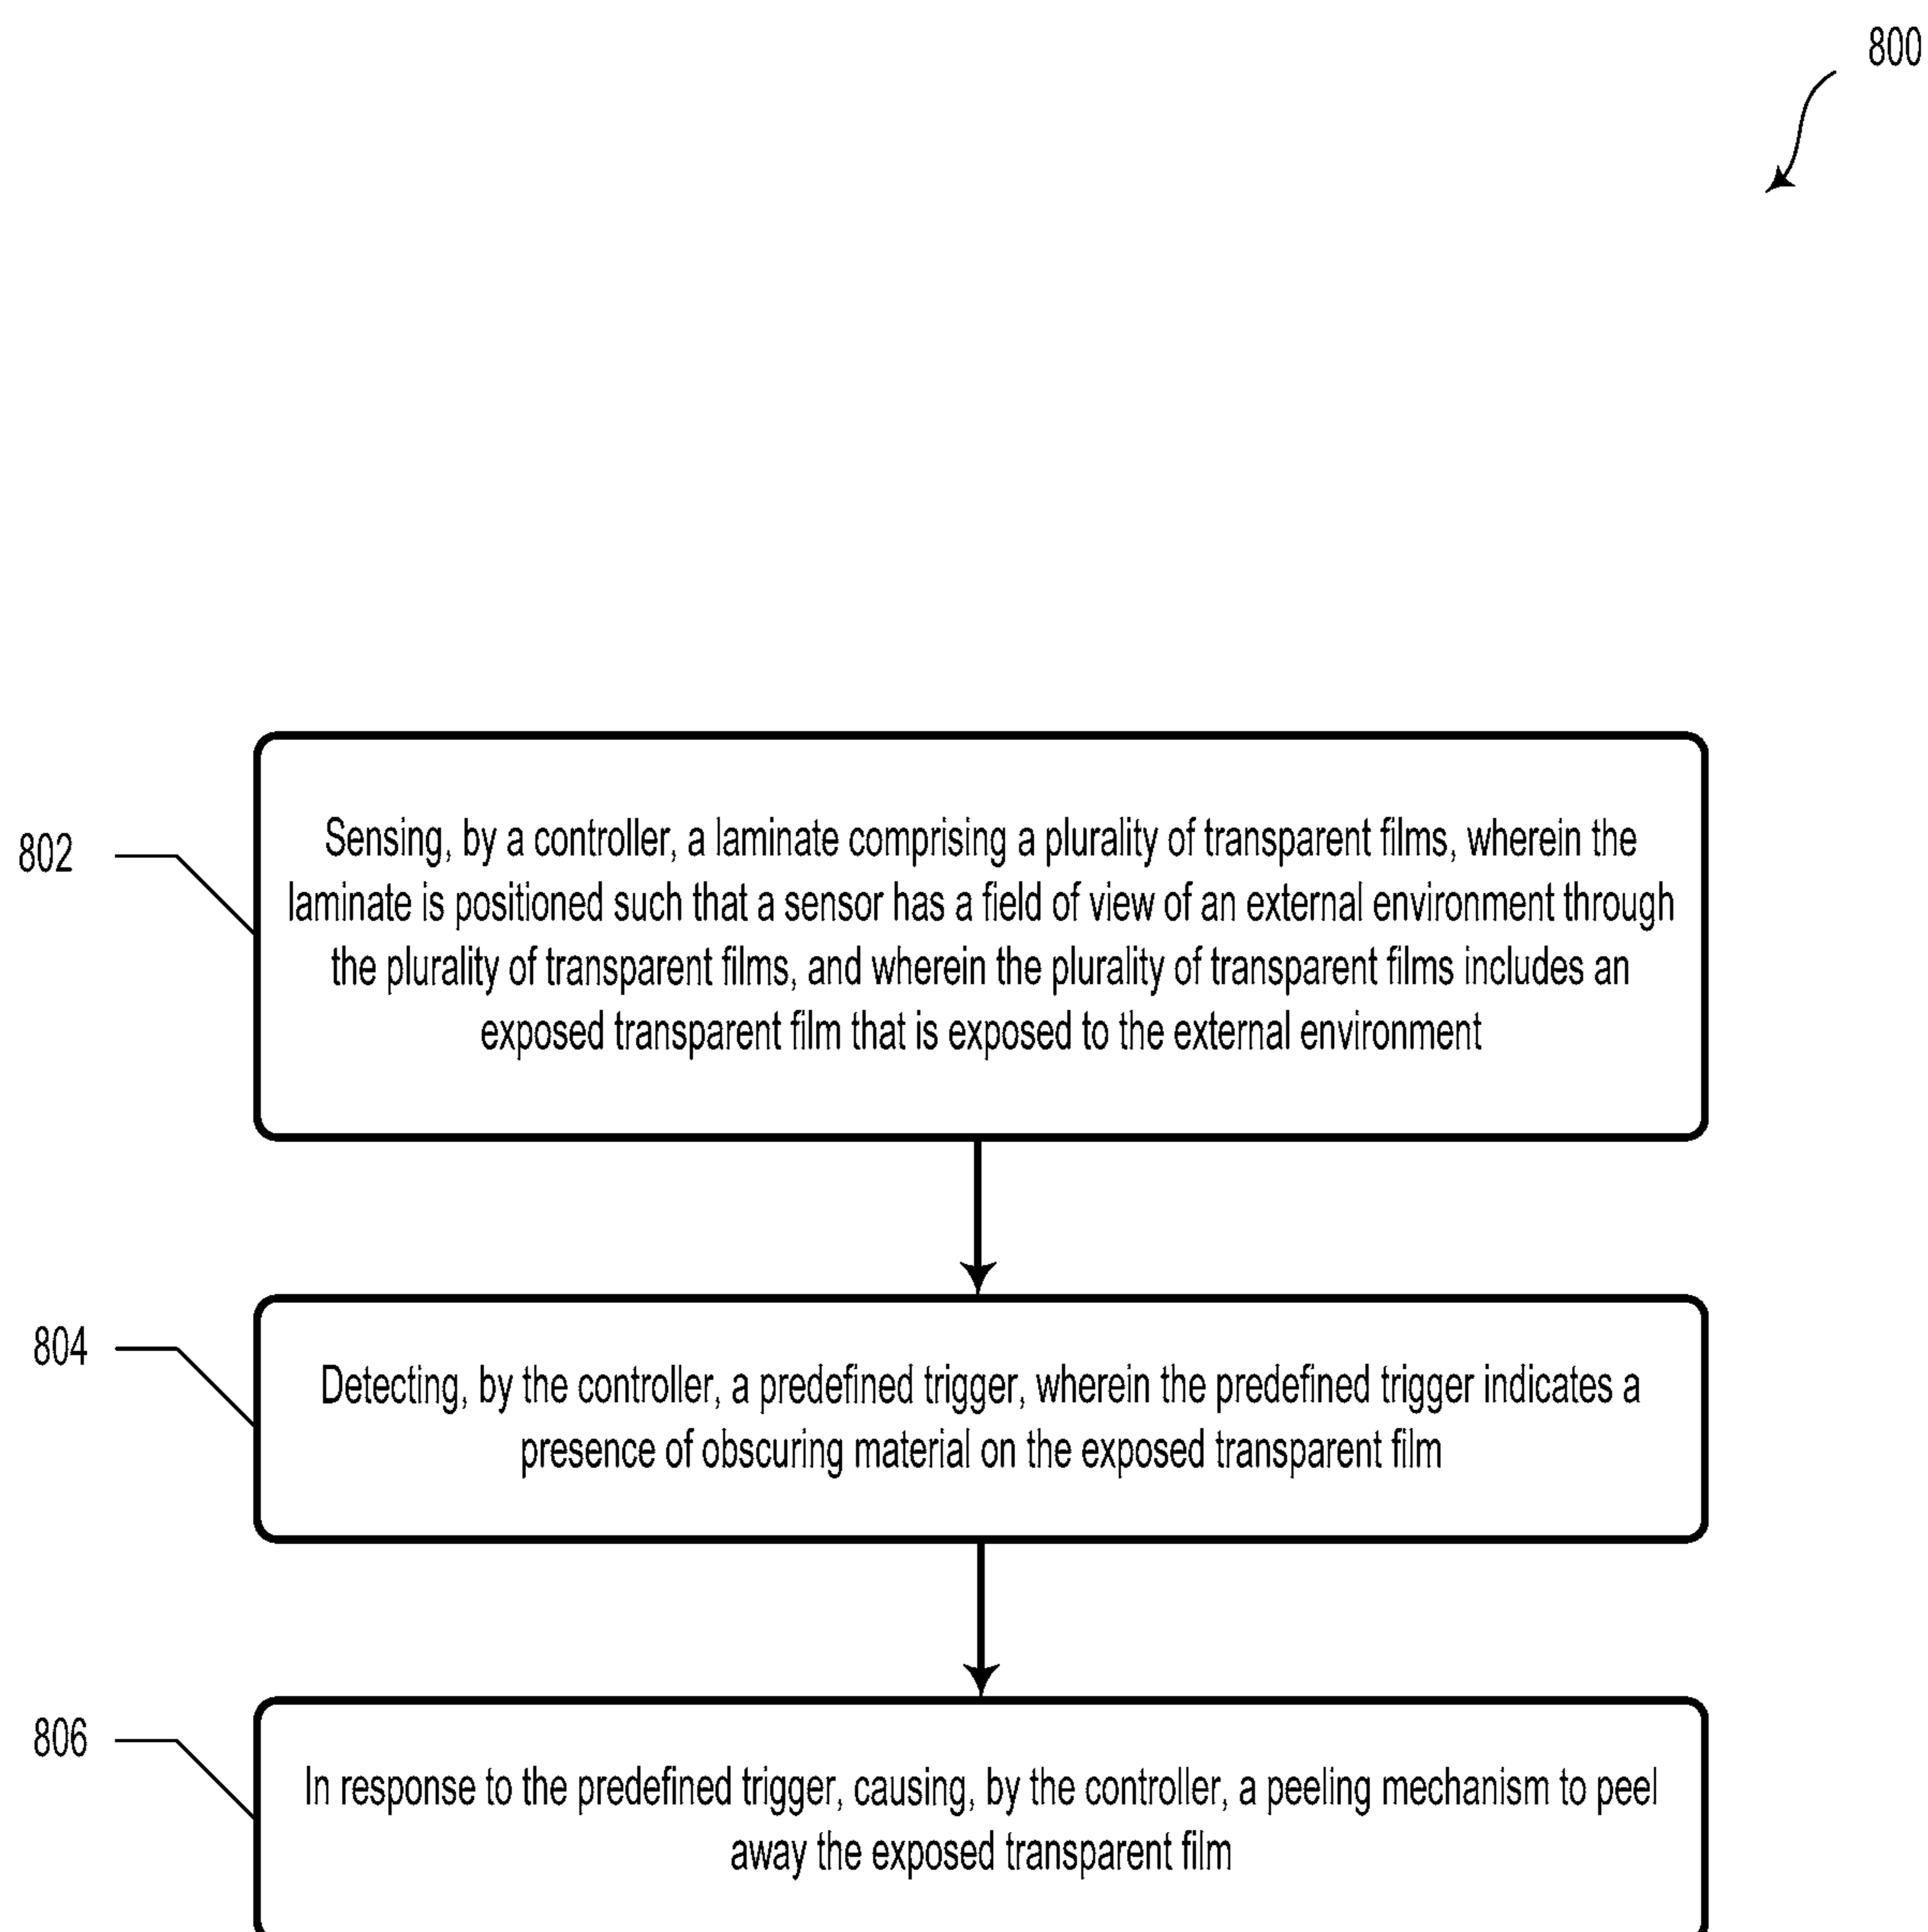 800
802
Sensing, by a controller, a laminate comprising a plurality of transparent films, wherein the
laminate is positioned such that a sensor has a field of view of an external environment through
the plurality of transparent films, and wherein the plurality of transparent films includes an
exposed transparent film that is exposed to the external environment
804
Detecting, by the controller, a predefined trigger, wherein the predefined trigger indicates a
presence of obscuring material on the exposed transparent film
806
In response to the predefined trigger, causing, by the controller, a peeling mechanism to peel
away the exposed transparent film